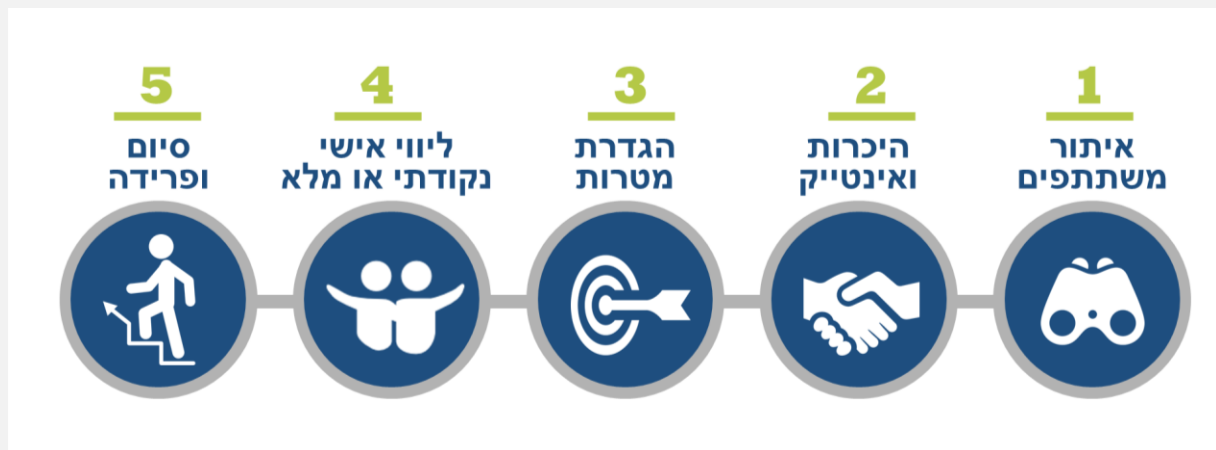 1
איתור
משתתפים
2
היכרות
ואינטייק
3
הגדרת
מטרות
4
ליווי אישי
נקודתי או מלא
5
סיום
ופרידה